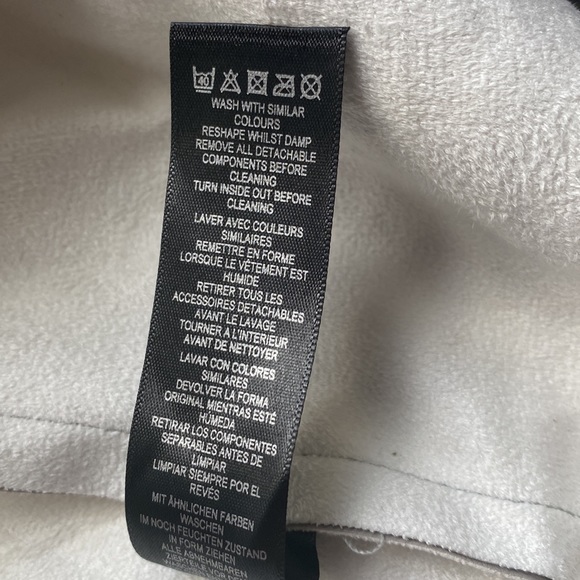 40
WASH WITH SIMILAR
COLOURS
RESHAPE WHILST DAMP
REMOVE ALL DETACHABLE
COMPONENTS BEFORE
CLEANING
TURN INSIDE OUT BEFORE
CLEANING
LAVER AVEC COULEURS
SIMILAIRES
REMETTRE EN FORME
LORSQUE LE VÊTEMENT EST
HUMIDE
RETIRER TOUS LES
ACCESSOIRES DETACHABLES
AVANT LE LAVAGE
TOURNER A L'INTERIEUR
AVANT DE NETTOYER
LAVAR CON COLORES
SIMILARES
DEVOLVER LA FORMA
ORIGINAL MIENTRAS ESTÉ
HÚMEDA
RETIRAR LOS COMPONENTES
SEPARABLES ANTES DE
LIMPIAR
LIMPIAR SIEMPRE POR EL
REVÉS
MIT ÄHNLICHEN FARBEN
WASCHEN
IM NOCH FEUCHTEN ZUSTAND
IN FORM ZIEHEN
ALLE ABNEHMBAREN